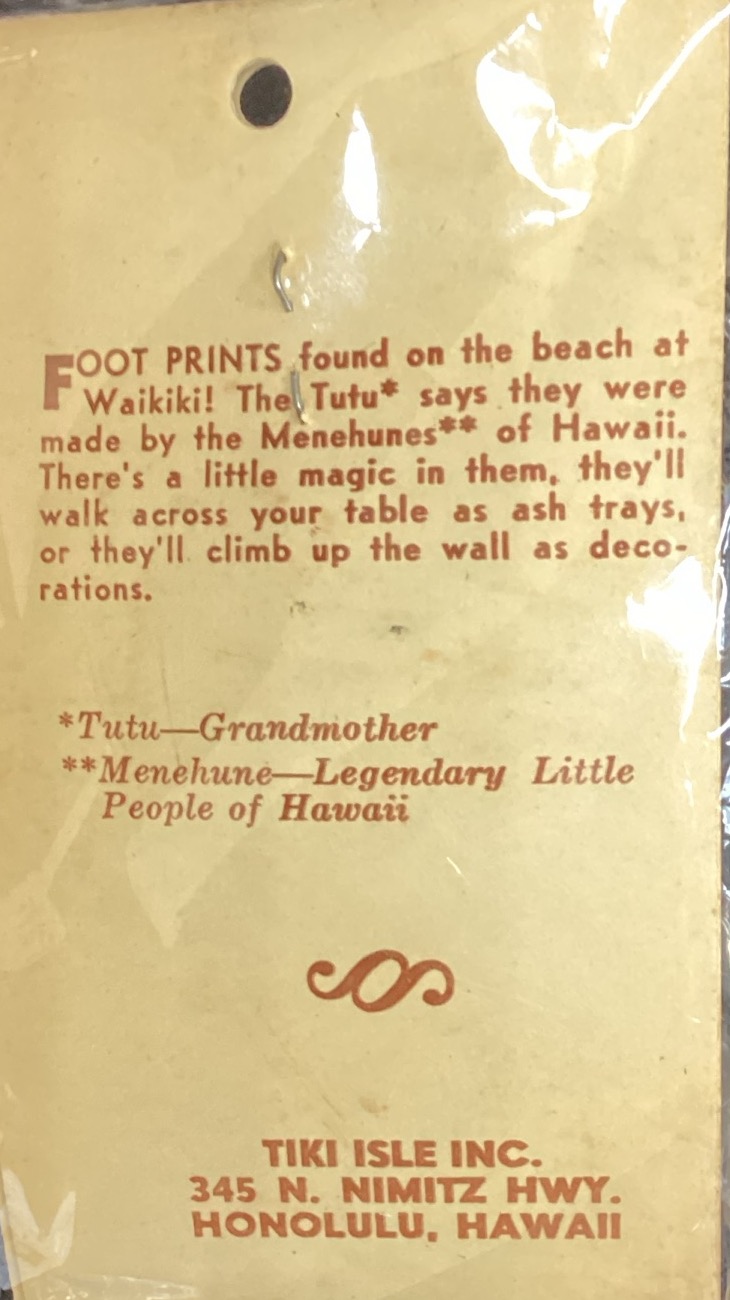 FOOT PRINTS found on the beach at
Waikiki! The Tutu* says they were
made by the Menehunes** of Hawaii.
There's a little magic in them, they'll
walk across your table as ash trays,
or they'll climb up the wall as deco-
rations.
*Tutu—Grandmother
**Menehune—Legendary Little
People of Hawaii
TIKI ISLE INC.
345 N. NIMITZ HWY.
HONOLULU, HAWAII